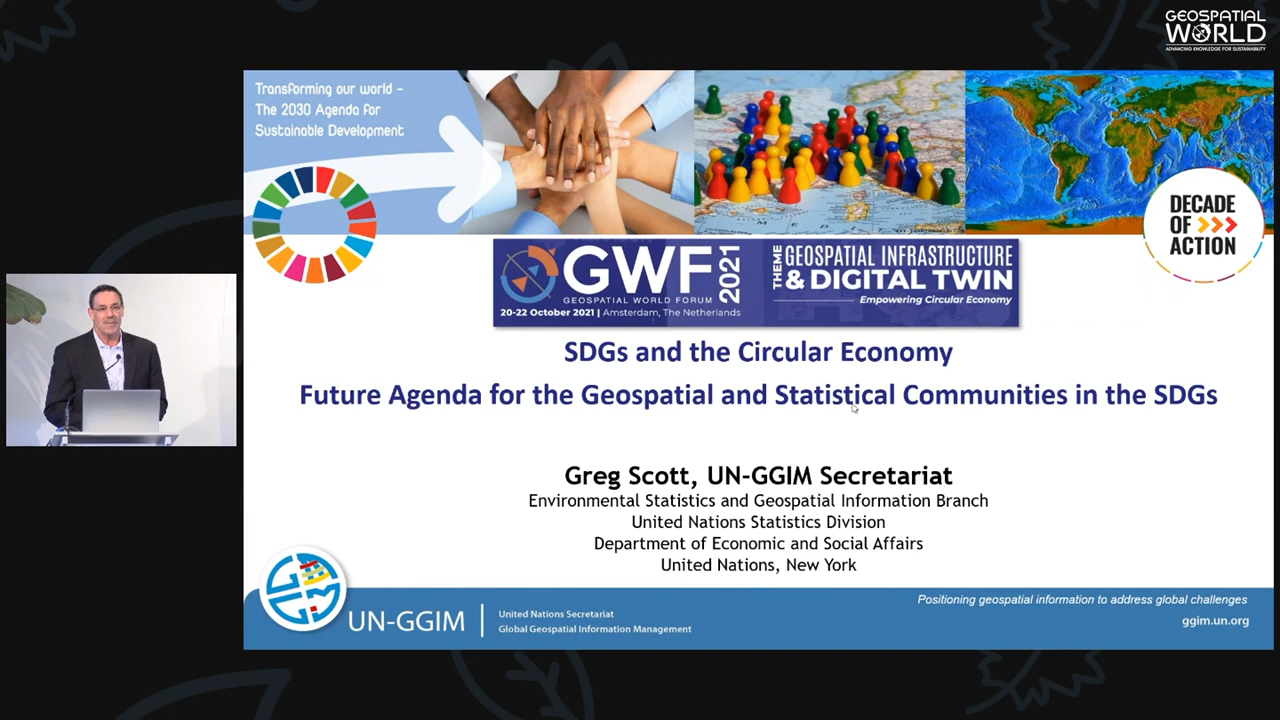 GEOSPATIAL
WORLD
ADVANCING KNOWLEDGE FOR SUSTAINABILITY
Transforming our world –
The 2030 Agenda for
Sustainable Development
DECADE
OF >>>
ACTION
GWF 2021
GEOSPATIAL WORLD FORUM
20-22 October 2021 | Amsterdam, The Netherlands
THEME
GEOSPATIAL INFRASTRUCTURE
& DIGITAL TWIN
Empowering Circular Economy
SDGs and the Circular Economy
Future Agenda for the Geospatial and Statistical Communities in the SDGs
Greg Scott, UN-GGIM Secretariat
Environmental Statistics and Geospatial Information Branch
United Nations Statistics Division
Department of Economic and Social Affairs
United Nations, New York
UN-GGIM
United Nations Secretariat
Global Geospatial Information Management
Positioning geospatial information to address global challenges
ggim.un.org